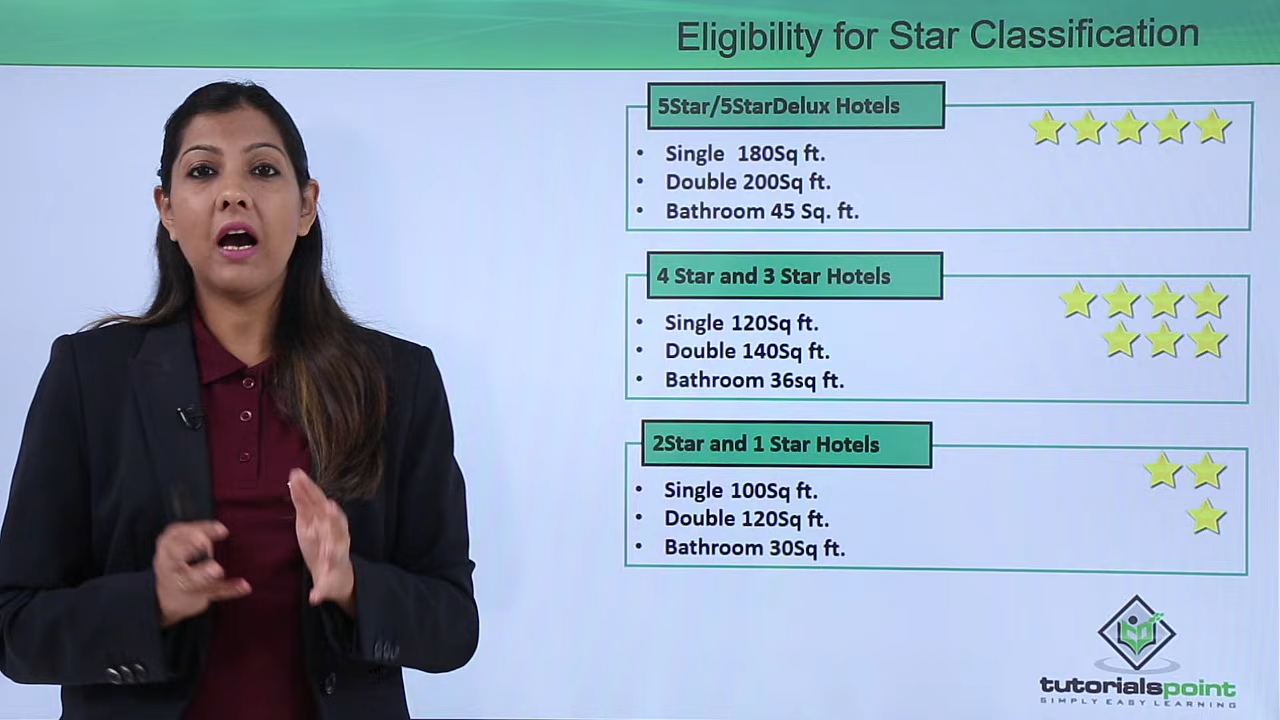 Eligibility for Star Classification
5Star/5StarDelux Hotels
• Single 180Sq ft.
• Double 200Sq ft.
• Bathroom 45 Sq. ft.
4 Star and 3 Star Hotels
• Single 120Sq ft.
• Double 140Sq ft.
• Bathroom 36sq ft.
2Star and 1 Star Hotels
• Single 100Sq ft.
• Double 120Sq ft.
• Bathroom 30Sq ft.
tutorialspoint
SIMPLY EASY LEARNING